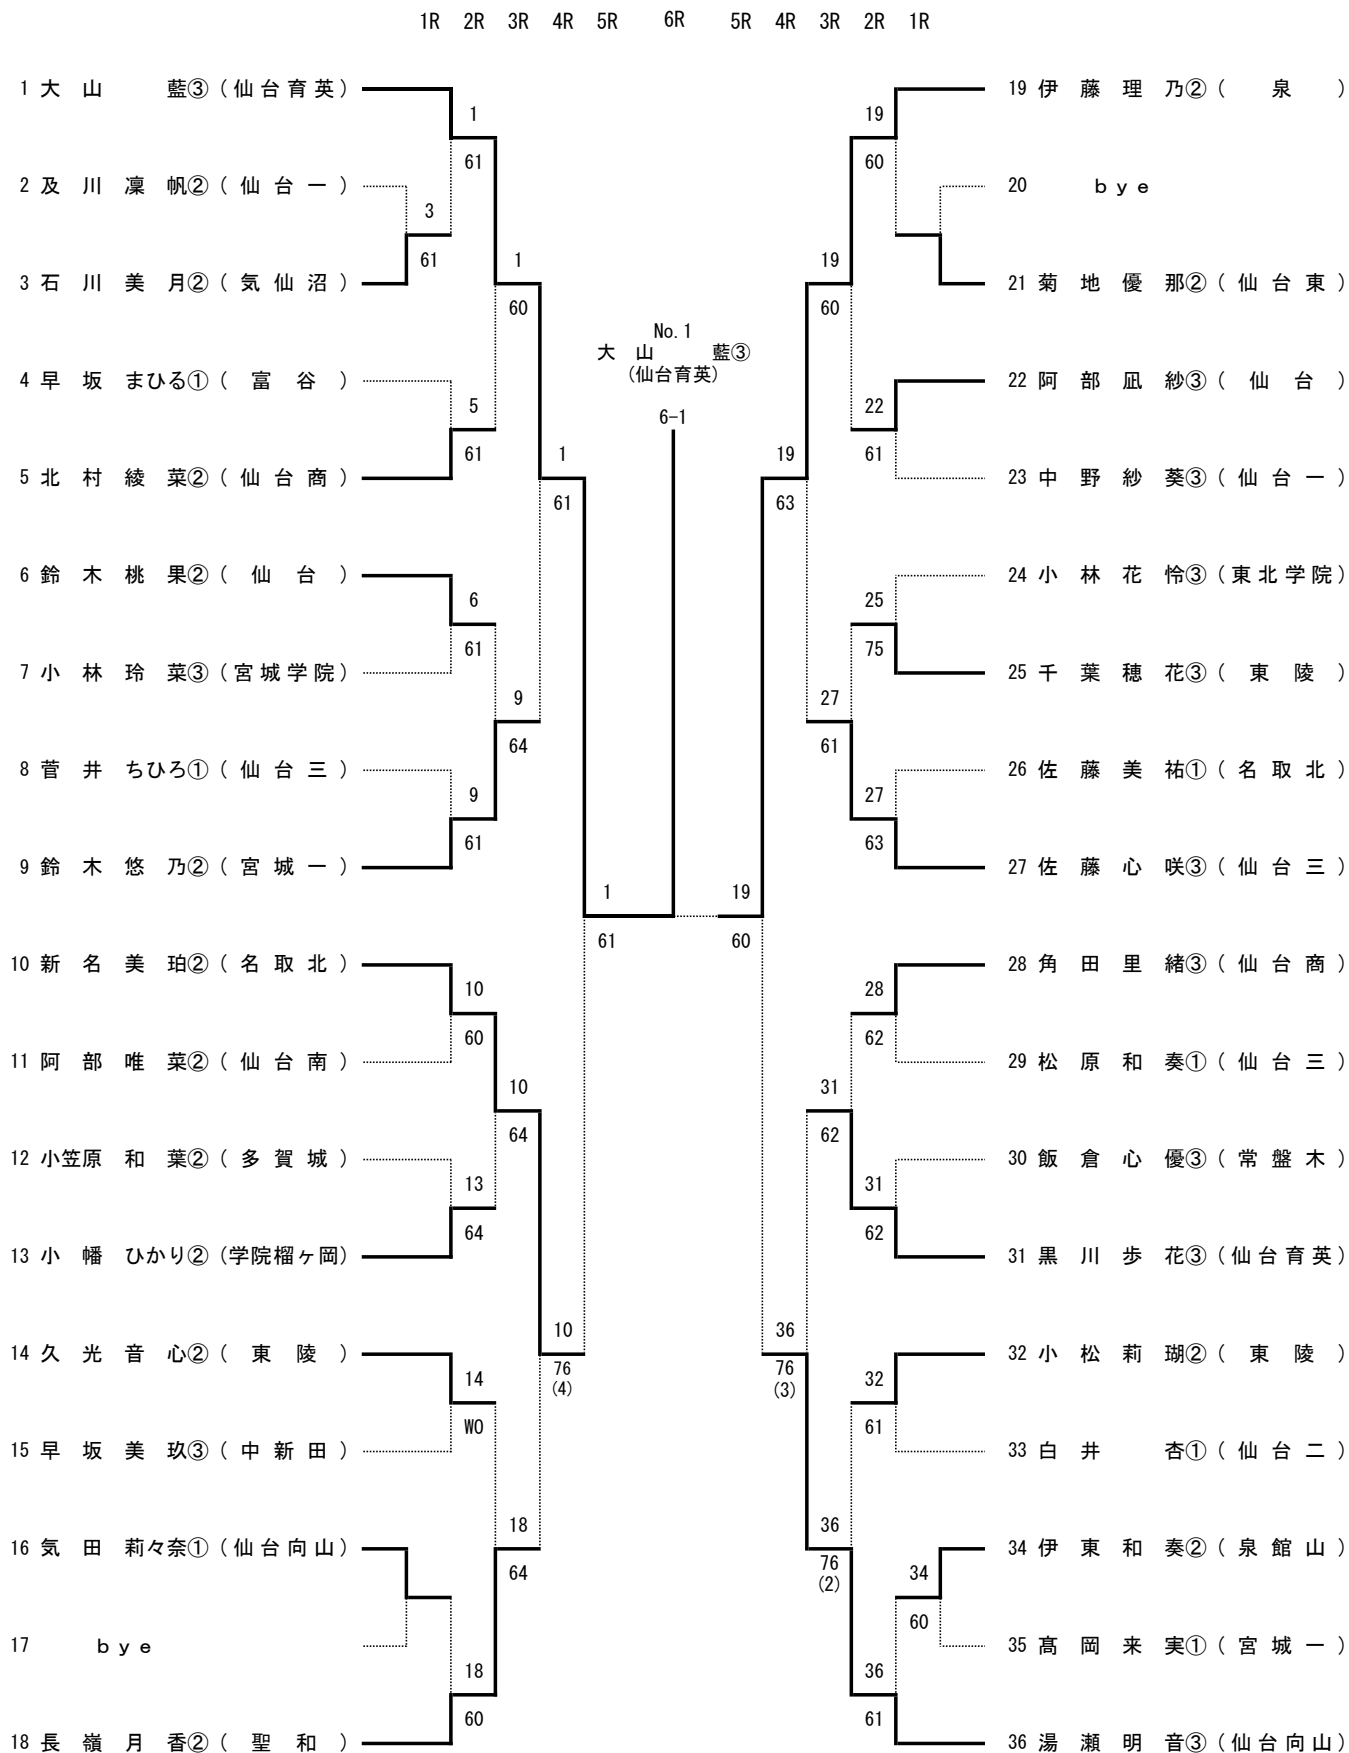 1R 2R 3R 4R 5R 6R 5R 4R 3R 2R 1R
1 大山 藍③ (仙台育英)
2 及川凜帆② (仙台一)
3 石川美月② (気仙沼)
4 早坂まひる① (富谷)
5 北村綾菜② (仙台商)
6 鈴木桃果② (仙台)
7 小林玲菜③ (宮城学院)
8 菅井ちひろ① (仙台三)
9 鈴木悠乃② (宮城一)
10 新名美珀② (名取北)
11 阿部唯菜② (仙台南)
12 小笠原和葉② (多賀城)
13 小幡ひかり② (学院榴ヶ岡)
14 久光音心② (東陵)
15 早坂美玖③ (中新田)
16 気田莉々奈① (仙台向山)
17 bye
18 長嶺月香② (聖和)
3
61
1
61
5
61
6
61
9
61
10
60
13
64
14
WO
18
60
1
60
9
64
10
64
18
64
1
61
10
76
(4)
1
61
No.1
大山 藍③
(仙台育英)
6-1
19
60
19
63
36
76
(3)
19
60
27
61
31
62
36
76
(2)
19
60
22
61
25
75
27
63
28
62
31
62
32
61
36
61
34
60
19 伊藤理乃② (泉)
20 bye
21 菊地優那② (仙台東)
22 阿部凪紗③ (仙台)
23 中野紗葵③ (仙台一)
24 小林花怜③ (東北学院)
25 千葉穂花③ (東陵)
26 佐藤美祐① (名取北)
27 佐藤心咲③ (仙台三)
28 角田里緒③ (仙台商)
29 松原和奏① (仙台三)
30 飯倉心優③ (常盤木)
31 黒川歩花③ (仙台育英)
32 小松莉瑚② (東陵)
33 白井 杏① (仙台二)
34 伊東和奏② (泉館山)
35 髙岡来実① (宮城一)
36 湯瀬明音③ (仙台向山)